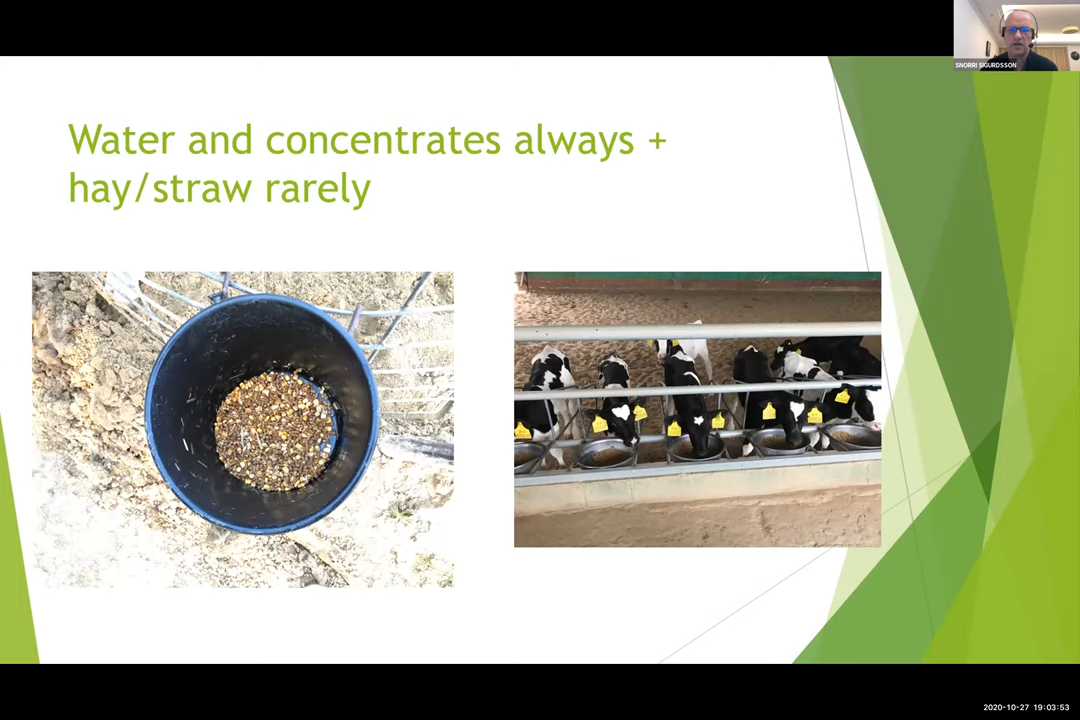 SNORRI SIGURDSSON
Water and concentrates always +
hay/straw rarely
2020-10-27 19:03:53